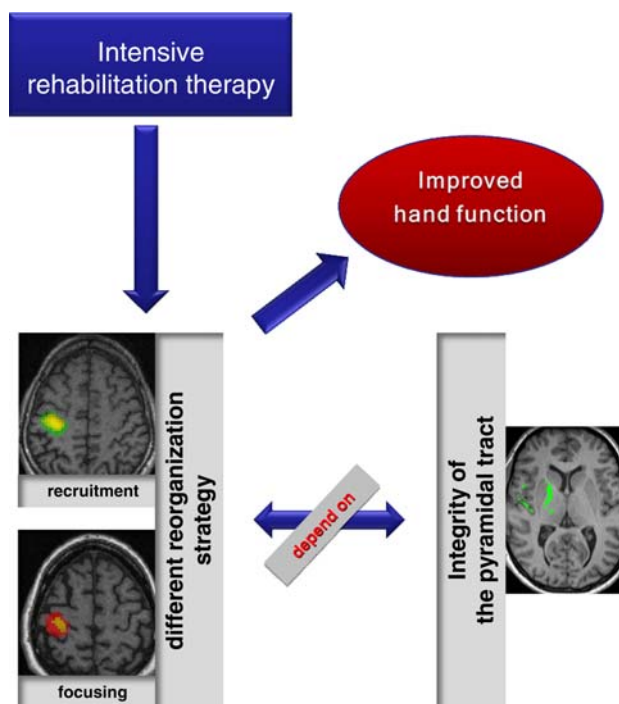 Intensive
rehabilitation therapy
Improved
hand function
recruitment
focusing
different reorganization
strategy
depend on
Integrity of
the pyramidal tract